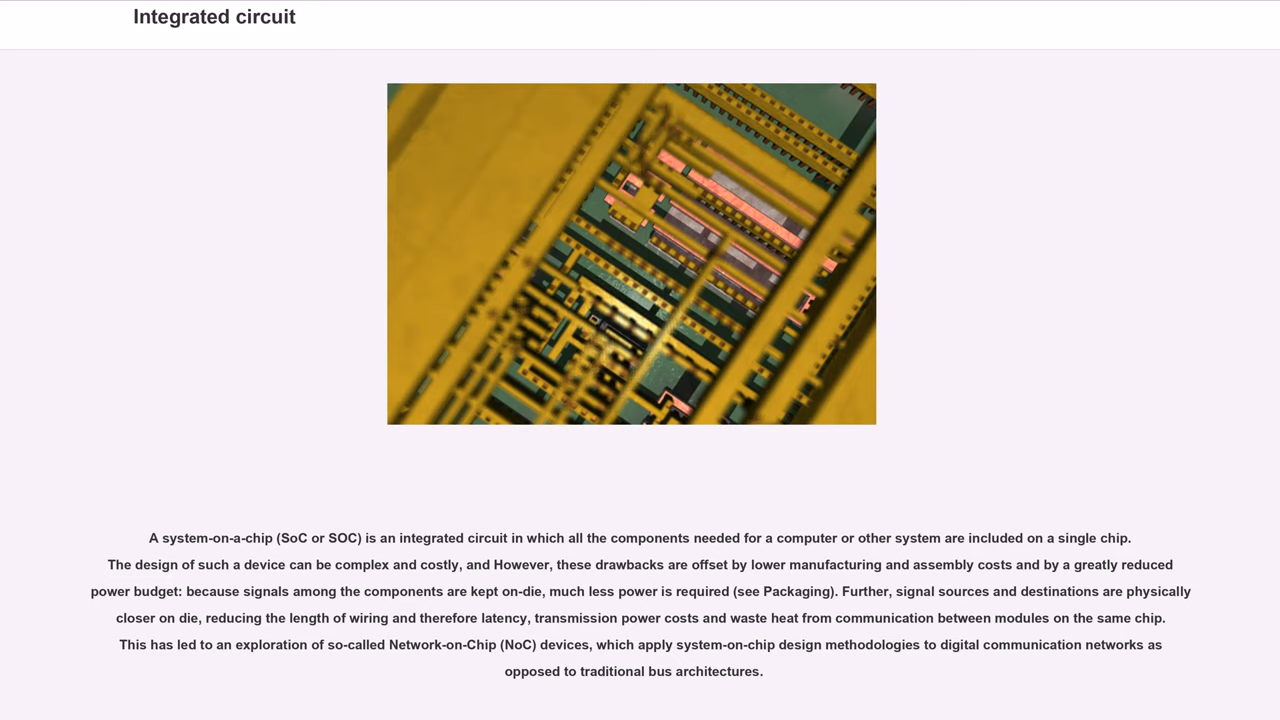 Integrated circuit
A system-on-a-chip (SoC or SOC) is an integrated circuit in which all the components needed for a computer or other system are included on a single chip.
The design of such a device can be complex and costly, and However, these drawbacks are offset by lower manufacturing and assembly costs and by a greatly reduced
power budget: because signals among the components are kept on-die, much less power is required (see Packaging). Further, signal sources and destinations are physically
closer on die, reducing the length of wiring and therefore latency, transmission power costs and waste heat from communication between modules on the same chip.
This has led to an exploration of so-called Network-on-Chip (NoC) devices, which apply system-on-chip design methodologies to digital communication networks as
opposed to traditional bus architectures.